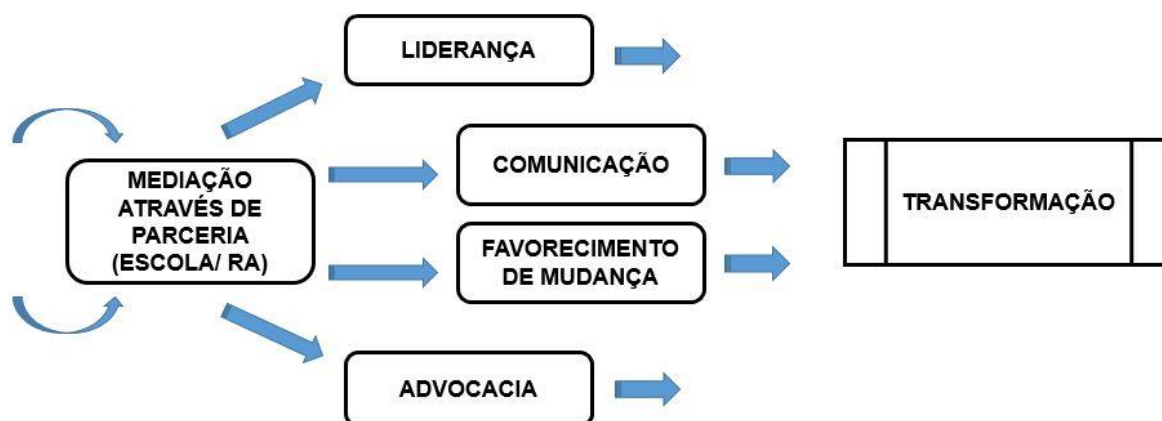 LIDERANÇA
MEDIAÇÃO
ATRAVÉS DE
PARCERIA
(ESCOLA/ RA)
COMUNICAÇÃO
FAVORECIMENTO
DE MUDANÇA
ADVOCACIA
TRANSFORMAÇÃO